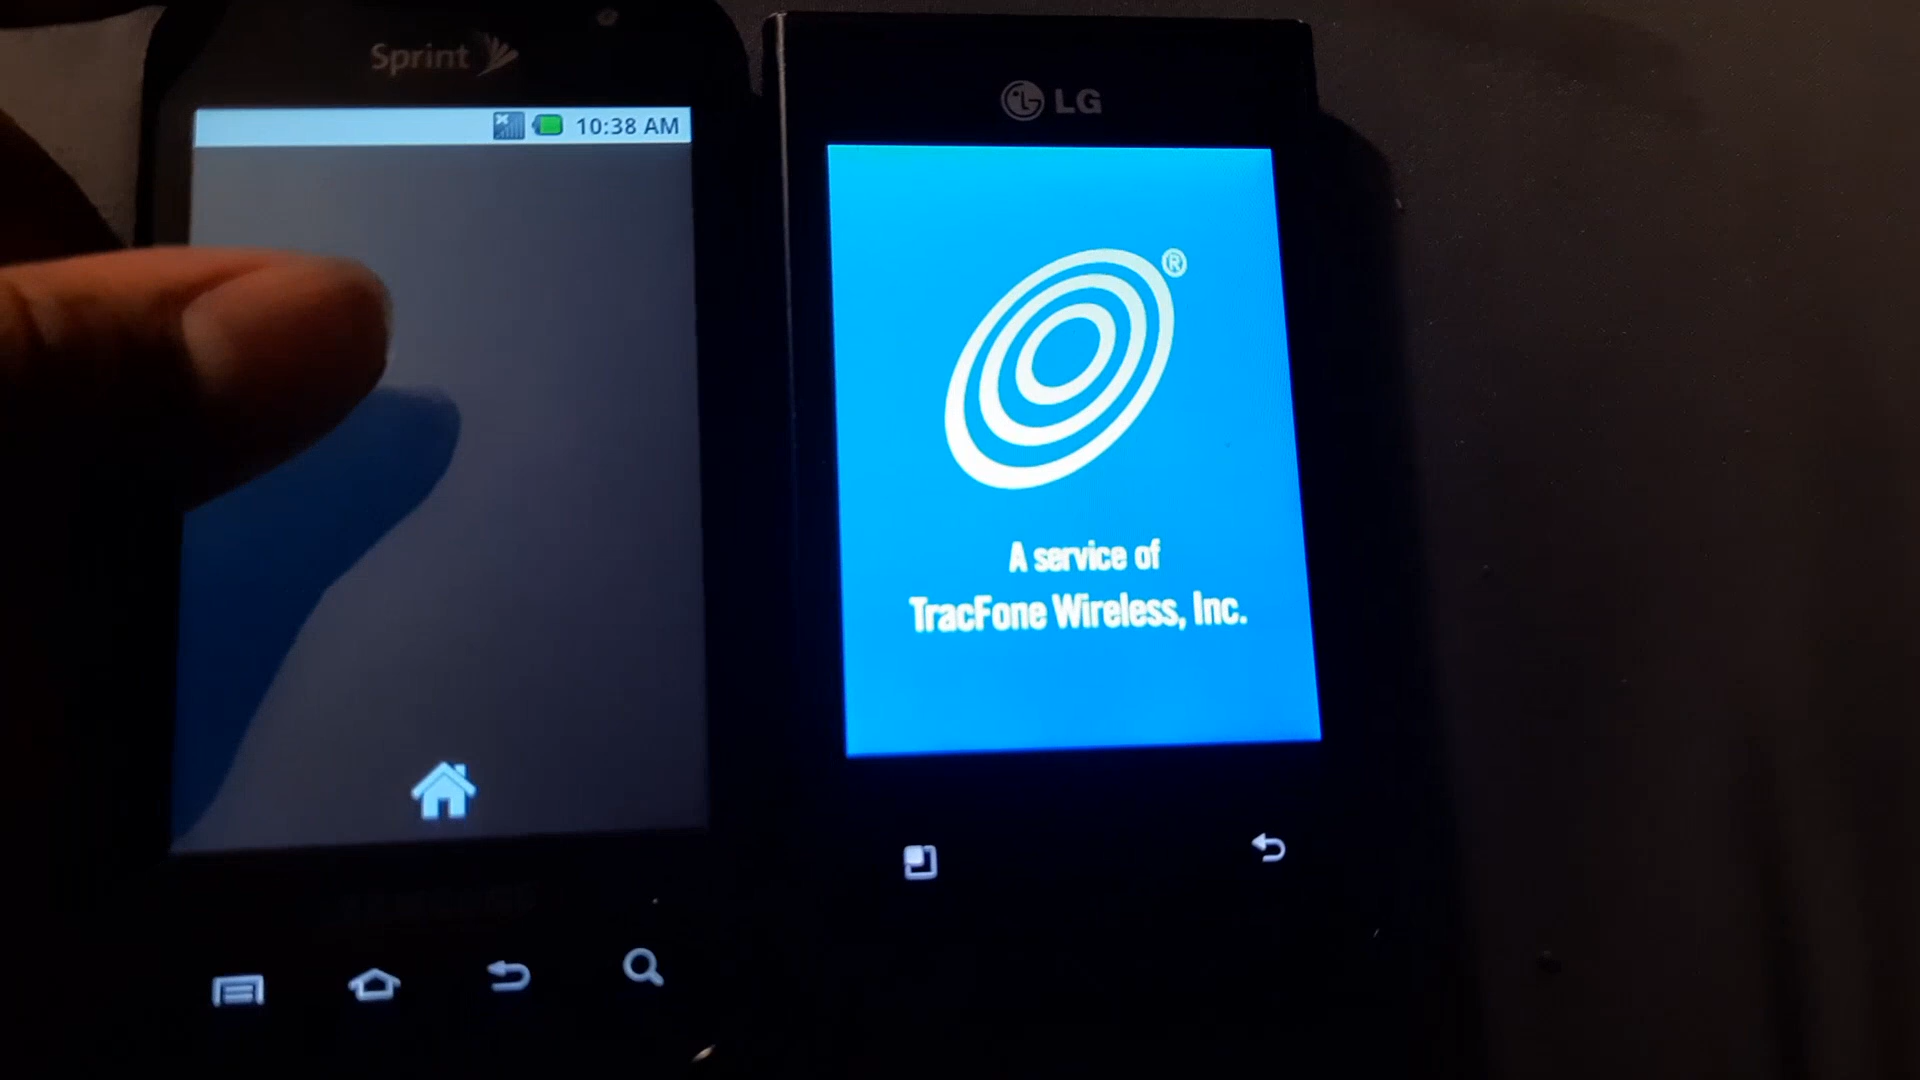 Sprint
10:38 AM
LG
®
A service of
TracFone Wireless, Inc.